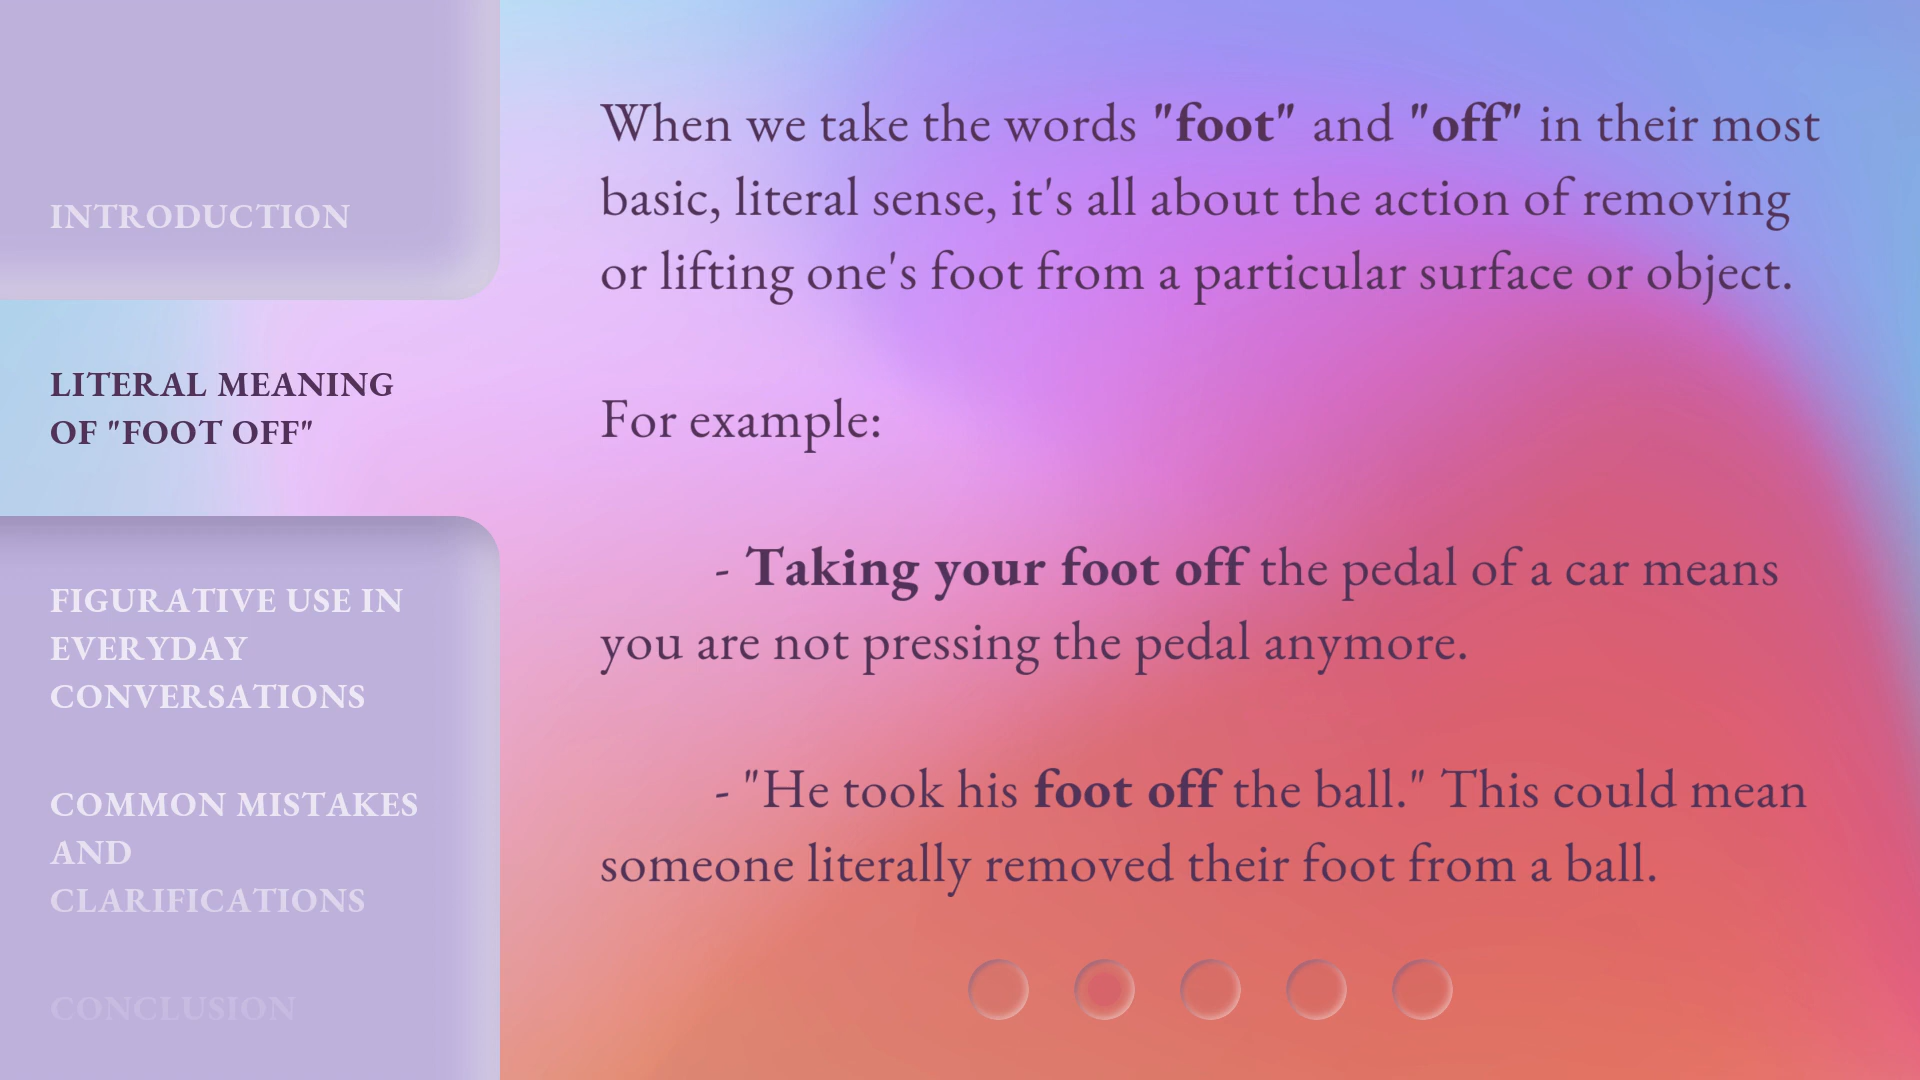 INTRODUCTION
LITERAL MEANING
OF "FOOT OFF"
FIGURATIVE USE IN
EVERYDAY
CONVERSATIONS
COMMON MISTAKES
AND
CLARIFICATIONS
CONCLUSION
When we take the words "foot" and "off" in their most
basic, literal sense, it's all about the action of removing
or lifting one's foot from a particular surface or object.
For example:
- Taking your foot off the pedal of a car means
you are not pressing the pedal anymore.
- "He took his foot off the ball." This could mean
someone literally removed their foot from a ball.